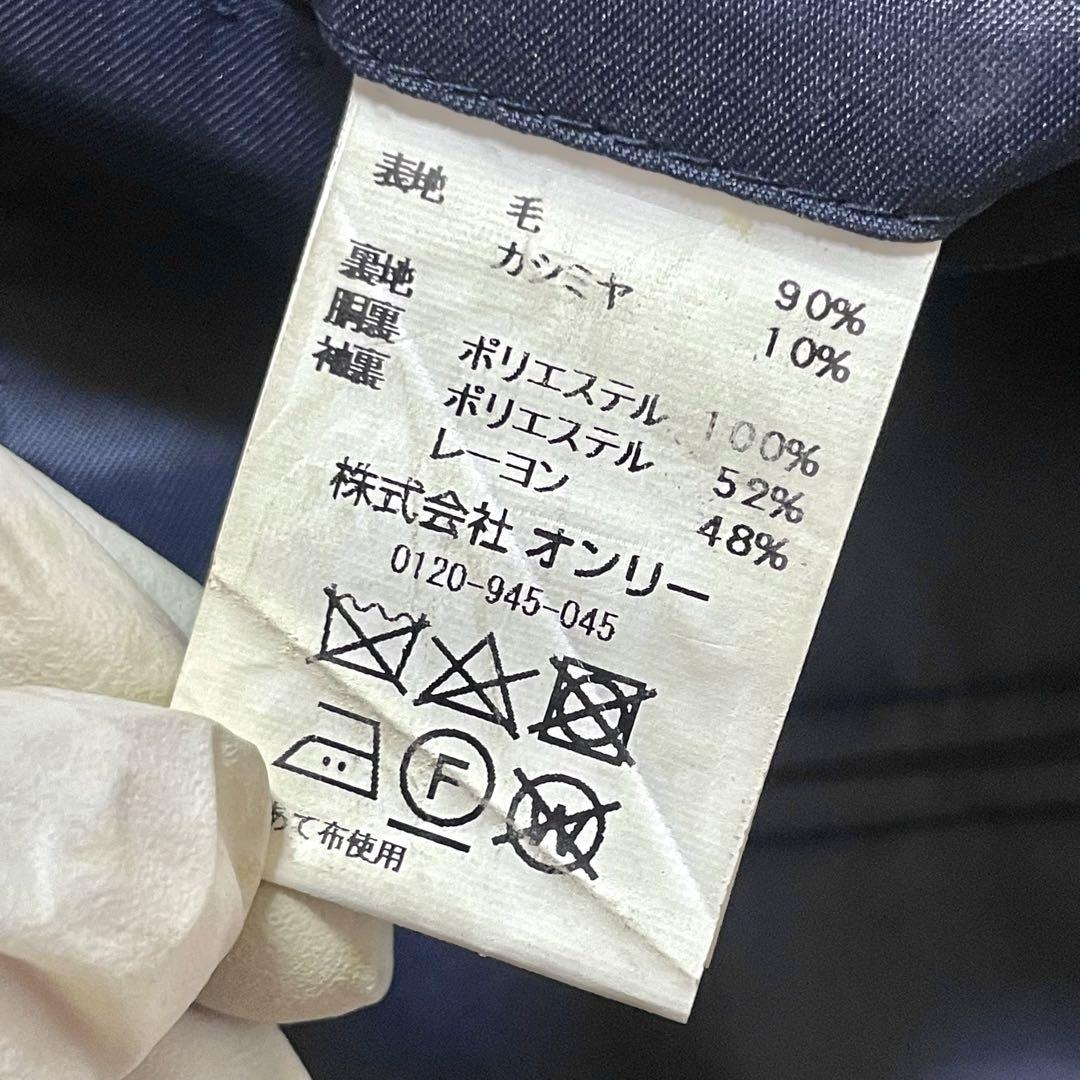 表地 毛 90%
カシミヤ 10%
裏地
胴裏 ポリエステル 100%
袖裏 ポリエステル 52%
レーヨン 48%
株式会社 オンリー
0120-945-045
F W
あて布使用